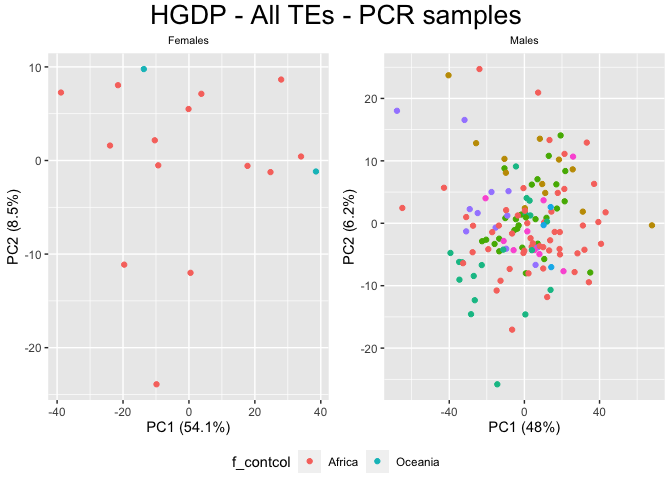 HGDP - All TEs - PCR samples
Females
Males
10
0
-10
-20
20
10
0
-10
-20
PC2 (8.5%)
PC2 (6.2%)
-40 -20 0 20 40
-40 0 40
PC1 (54.1%)
PC1 (48%)
f_contcol Africa Oceania